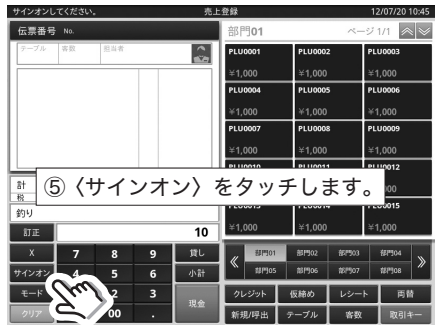 サインオンしてください。 売上登録 12/07/20 10:45
伝票番号 No.
テーブル 客数 担当者
部門01 ページ 1/1
PLU0001 PLU0002 PLU0003
¥1,000 ¥1,000 ¥1,000
PLU0004 PLU0005 PLU0006
¥1,000 ¥1,000 ¥1,000
PLU0007 PLU0008 PLU0009
¥1,000 ¥1,000 ¥1,000
⑤〈サインオン〉をタッチします。
計
税
釣り
¥1,000 ¥1,000 ¥1,000
訂正 10
X 7 8 9 貸し
サインオン 4 5 6 小計
モード 2 3 現金
クリア 00 .
部門01 部門02 部門03 部門04
部門05 部門06 部門07 部門08
クレジット 仮締め レシート 両替
新規/呼出 テーブル 客数 取引キー